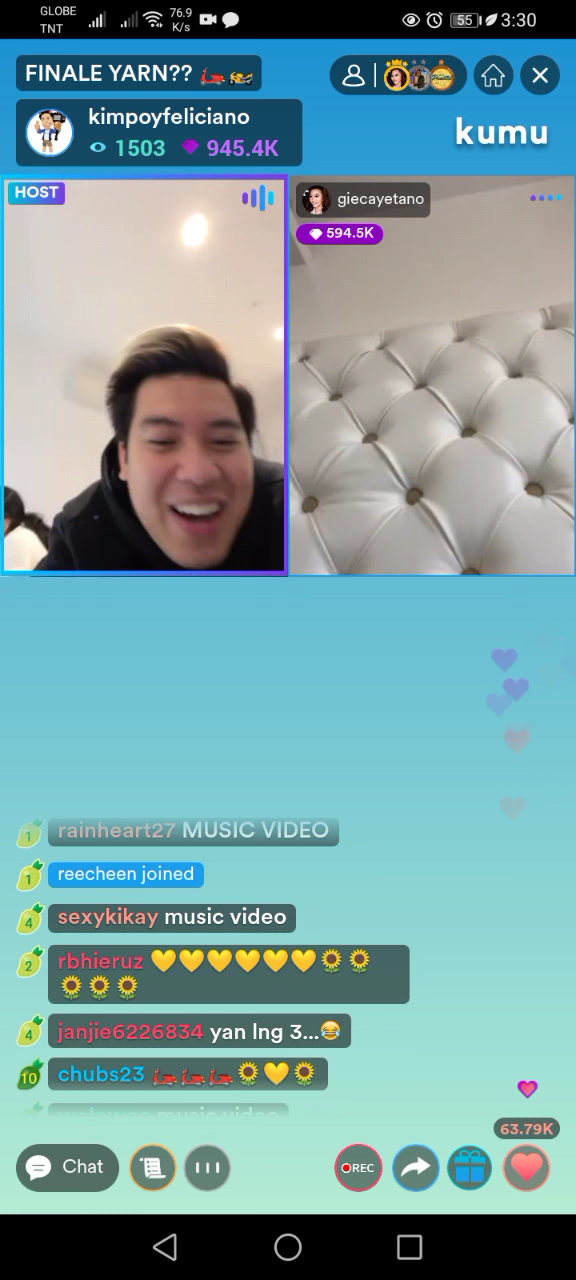 GLOBE
TNT
76.9
K/s
55
3:30
FINALE YARN??
kimpoyfeliciano
1503 945.4K
kumu
HOST
giecayetano
594.5K
1 rainheart27 MUSIC VIDEO
1 reecheen joined
4 sexykikay music video
2 rbhieruz 💛💛💛💛💛💛🌻🌻
🌻🌻🌻
4 janjie6226834 yan lng 3...😂
10 chubs23 🛵🛵🛵🌻💛🌻
music video
63.79K
Chat
REC